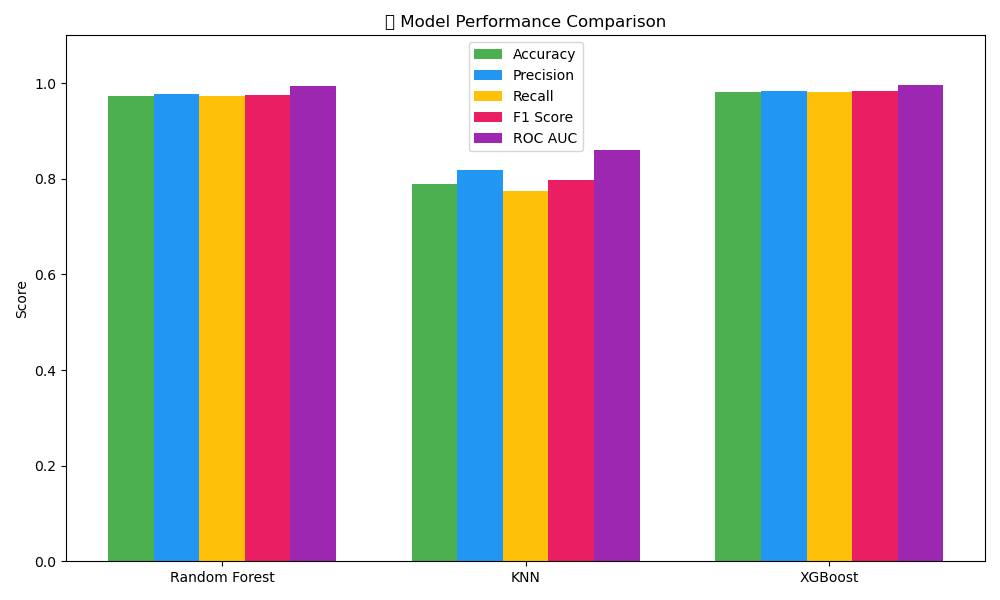 Model Performance Comparison
Accuracy
Precision
Recall
F1 Score
ROC AUC
Score
1.0
0.8
0.6
0.4
0.2
0.0
Random Forest
KNN
XGBoost